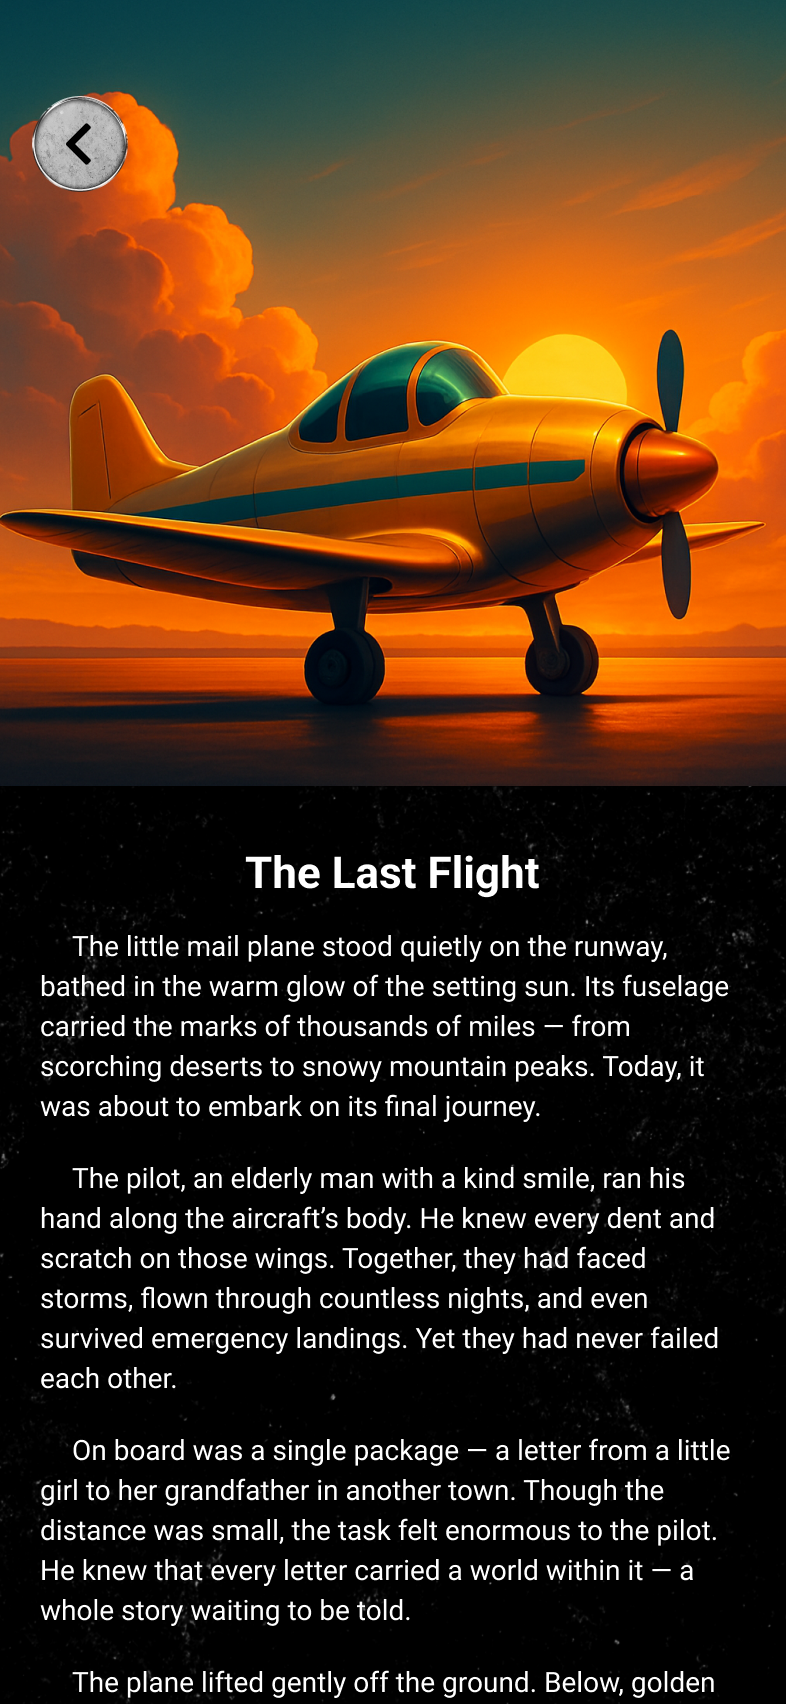 The Last Flight
The little mail plane stood quietly on the runway,
bathed in the warm glow of the setting sun. Its fuselage
carried the marks of thousands of miles — from
scorching deserts to snowy mountain peaks. Today, it
was about to embark on its final journey.
The pilot, an elderly man with a kind smile, ran his
hand along the aircraft’s body. He knew every dent and
scratch on those wings. Together, they had faced
storms, flown through countless nights, and even
survived emergency landings. Yet they had never failed
each other.
On board was a single package — a letter from a little
girl to her grandfather in another town. Though the
distance was small, the task felt enormous to the pilot.
He knew that every letter carried a world within it — a
whole story waiting to be told.
The plane lifted gently off the ground. Below, golden